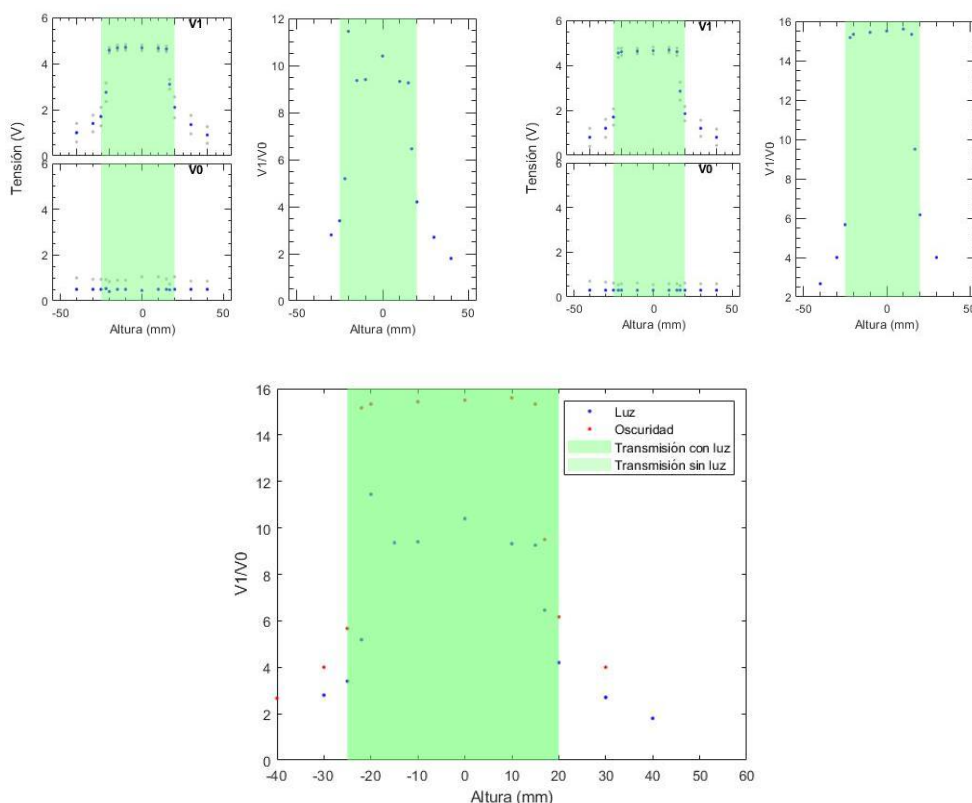 V1
6
4
2
0
Tensión (V)
V0
6
4
2
0
-50 0 50
Altura (mm)
12
10
8
6
4
2
0
V1/V0
-50 0 50
Altura (mm)
V1
6
4
2
0
Tensión (V)
V0
6
4
2
0
-50 0 50
Altura (mm)
16
14
12
10
8
6
4
2
V1/V0
-50 0 50
Altura (mm)
16
14
12
10
8
6
4
2
0
V1/V0
Luz
Oscuridad
Transmisión con luz
Transmisión sin luz
-40 -30 -20 -10 0 10 20 30 40 50 60
Altura (mm)